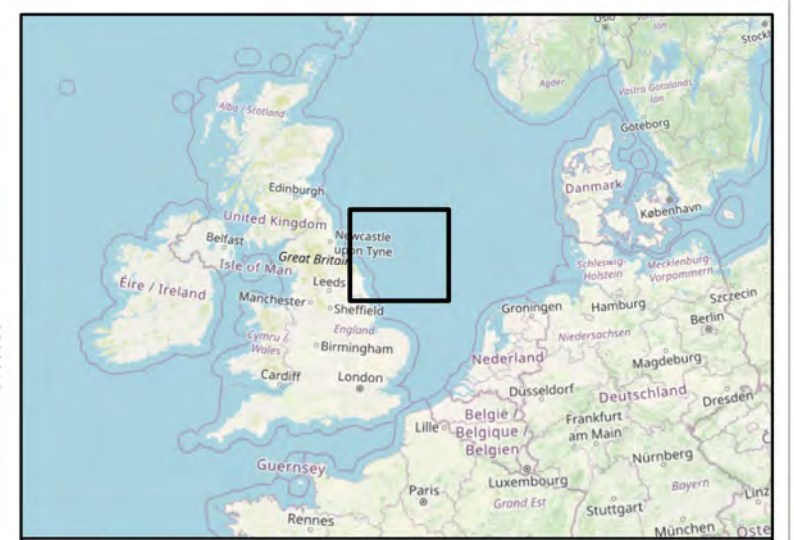 Oslo
Stockh
län
Agder
Västra Götalands
län
Göteborg
Alba / Scotland
Danmark
København
Edinburgh
United Kingdom
Belfast
Newcastle
upon Tyne
Great Britain
Isle of Man
Leeds
Éire / Ireland
Manchester
Sheffield
England
Cymru /
Wales
Birmingham
Cardiff
London
Schleswig-
Holstein
Mecklenburg-
Vorpommern
Groningen
Hamburg
Szczecin
Berlin
Niedersachsen
Nederland
Magdeburg
Düsseldorf
Deutschland
Dresden
België /
Belgique /
Belgien
Lille
Frankfurt
am Main
Guernsey
Luxembourg
Nürnberg
Paris
Grand Est
Bayern
Linz
Stuttgart
Rennes
München
Öste